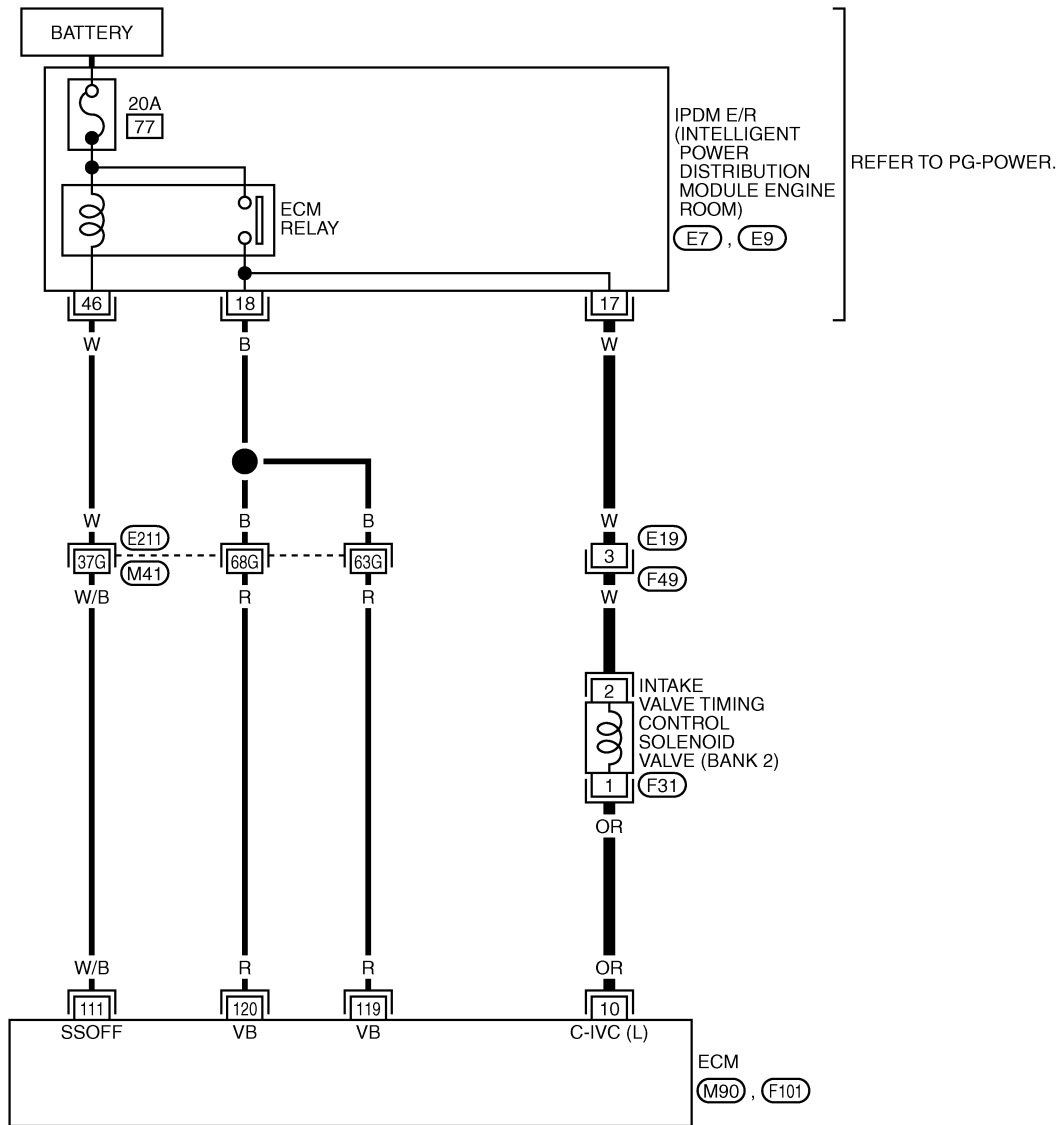 BATTERY
20A
77
IPDM E/R
(INTELLIGENT
POWER
DISTRIBUTION
MODULE ENGINE
ROOM)
E7 , E9
REFER TO PG-POWER.
ECM
RELAY
46 18 17
W B W
W B B W
E211 E19
37G 68G 63G 3
M41 F49
W/B R R W
2
INTAKE
VALVE TIMING
CONTROL
SOLENOID
VALVE (BANK 2)
1 F31
OR
W/B R R OR
111 120 119 10
SSOFF VB VB C-IVC (L)
ECM
M90 , F101